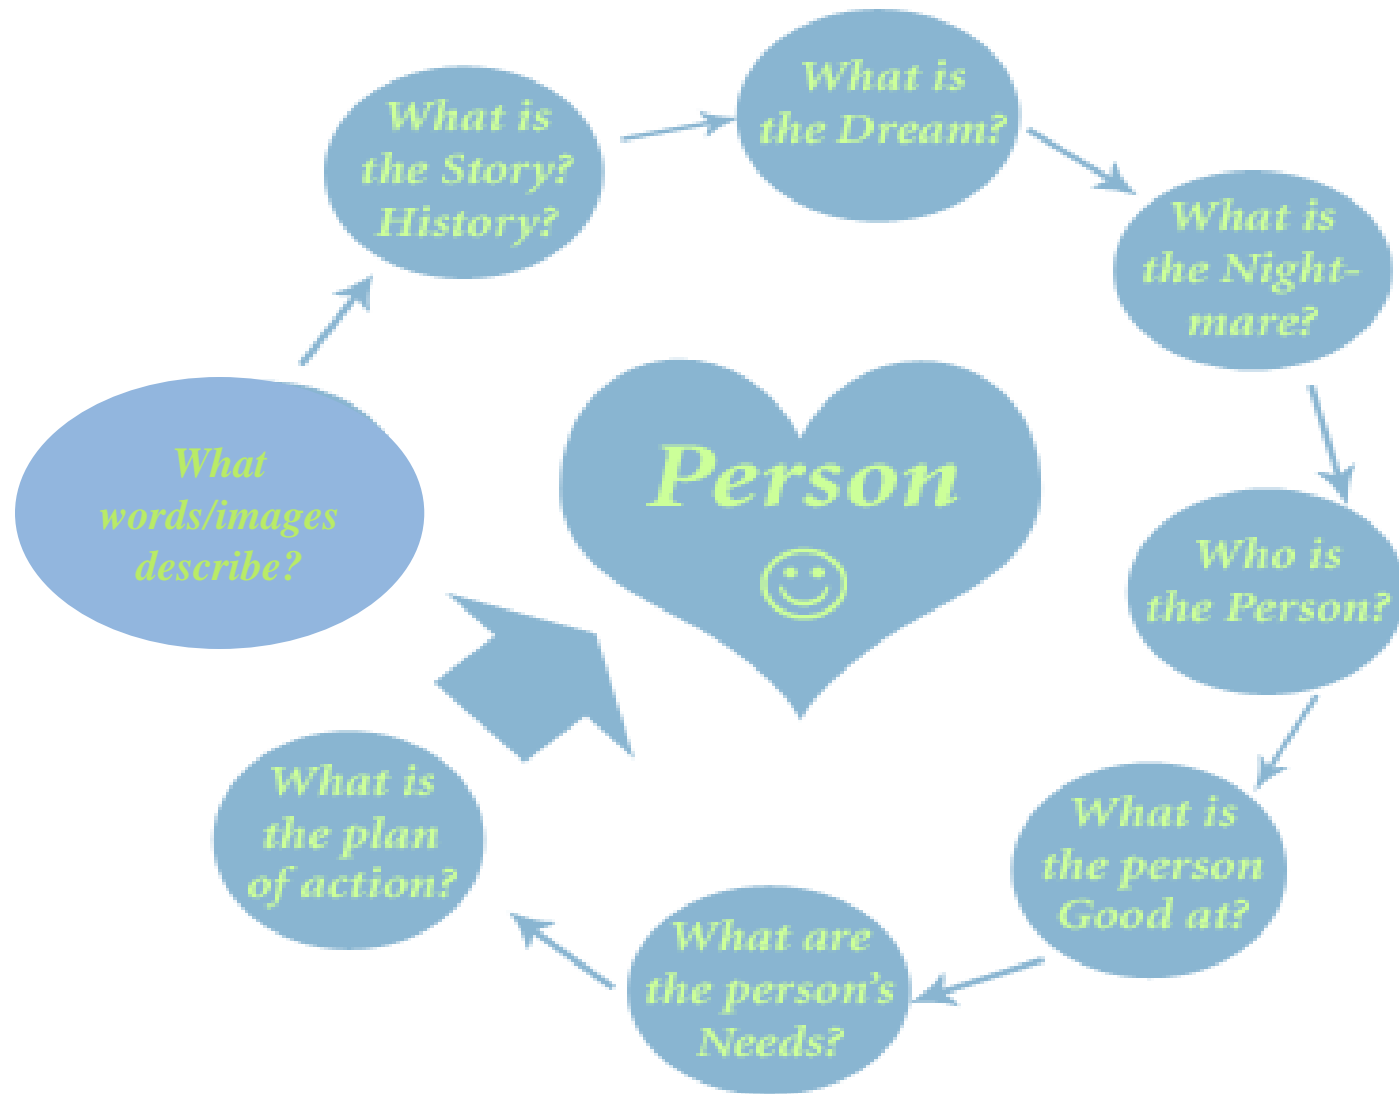 What
words/images
describe?
What is
the Story?
History?
What is
the Dream?
What is
the Night-
mare?
Who is
the Person?
What is
the person
Good at?
What are
the person's
Needs?
What is
the plan
of action?
Person